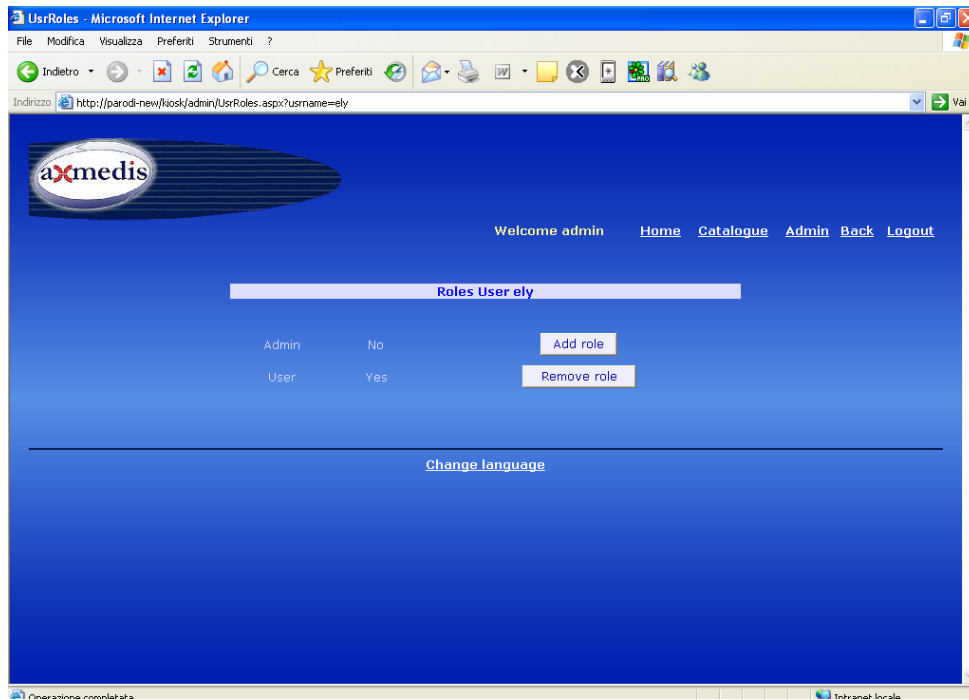 UsrRoles - Microsoft Internet Explorer
File Modifica Visualizza Preferiti Strumenti ?
Indietro Cerca Preferiti
Indirizzo http://parodi-new/kiosk/admin/UsrRoles.aspx?usrname=ely Vai
axmedis
Welcome admin Home Catalogue Admin Back Logout
Roles User ely
Admin No Add role
User Yes Remove role
Change language
Operazione completata Intranet locale